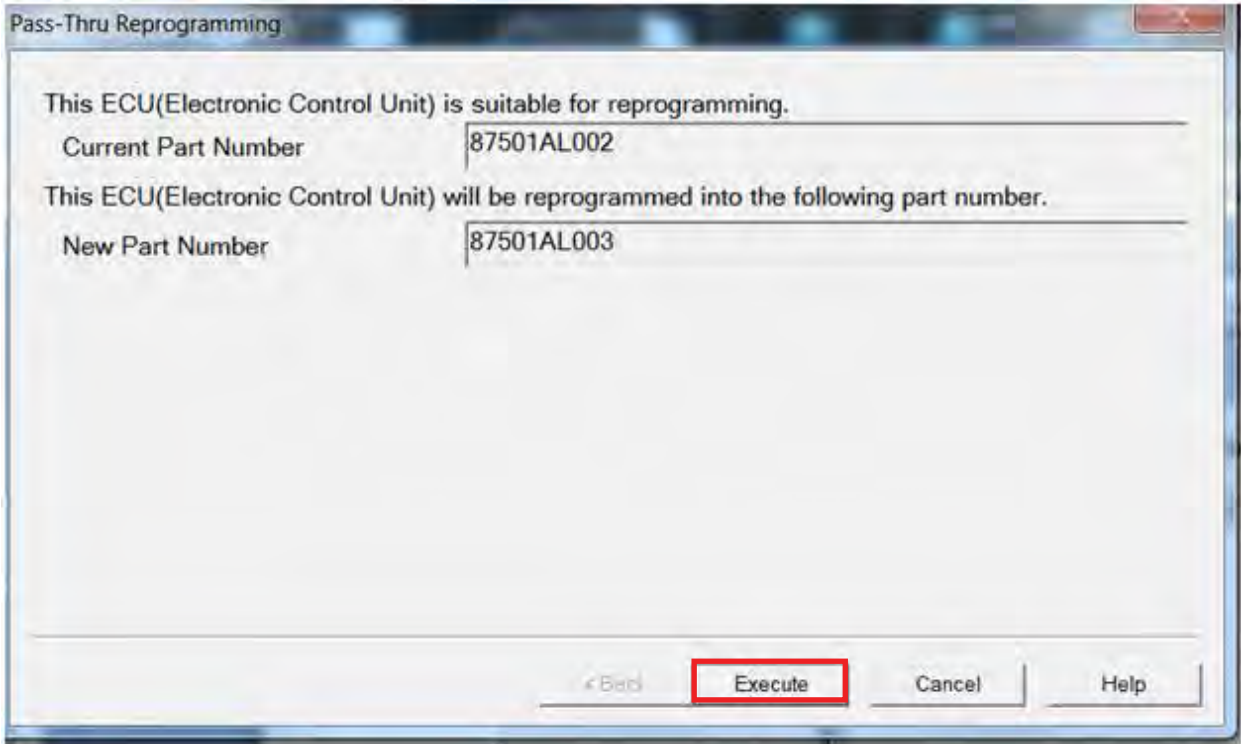 Pass-Thru Reprogramming
This ECU(Electronic Control Unit) is suitable for reprogramming.
Current Part Number 87501AL002
This ECU(Electronic Control Unit) will be reprogrammed into the following part number.
New Part Number 87501AL003
< Back Execute Cancel Help